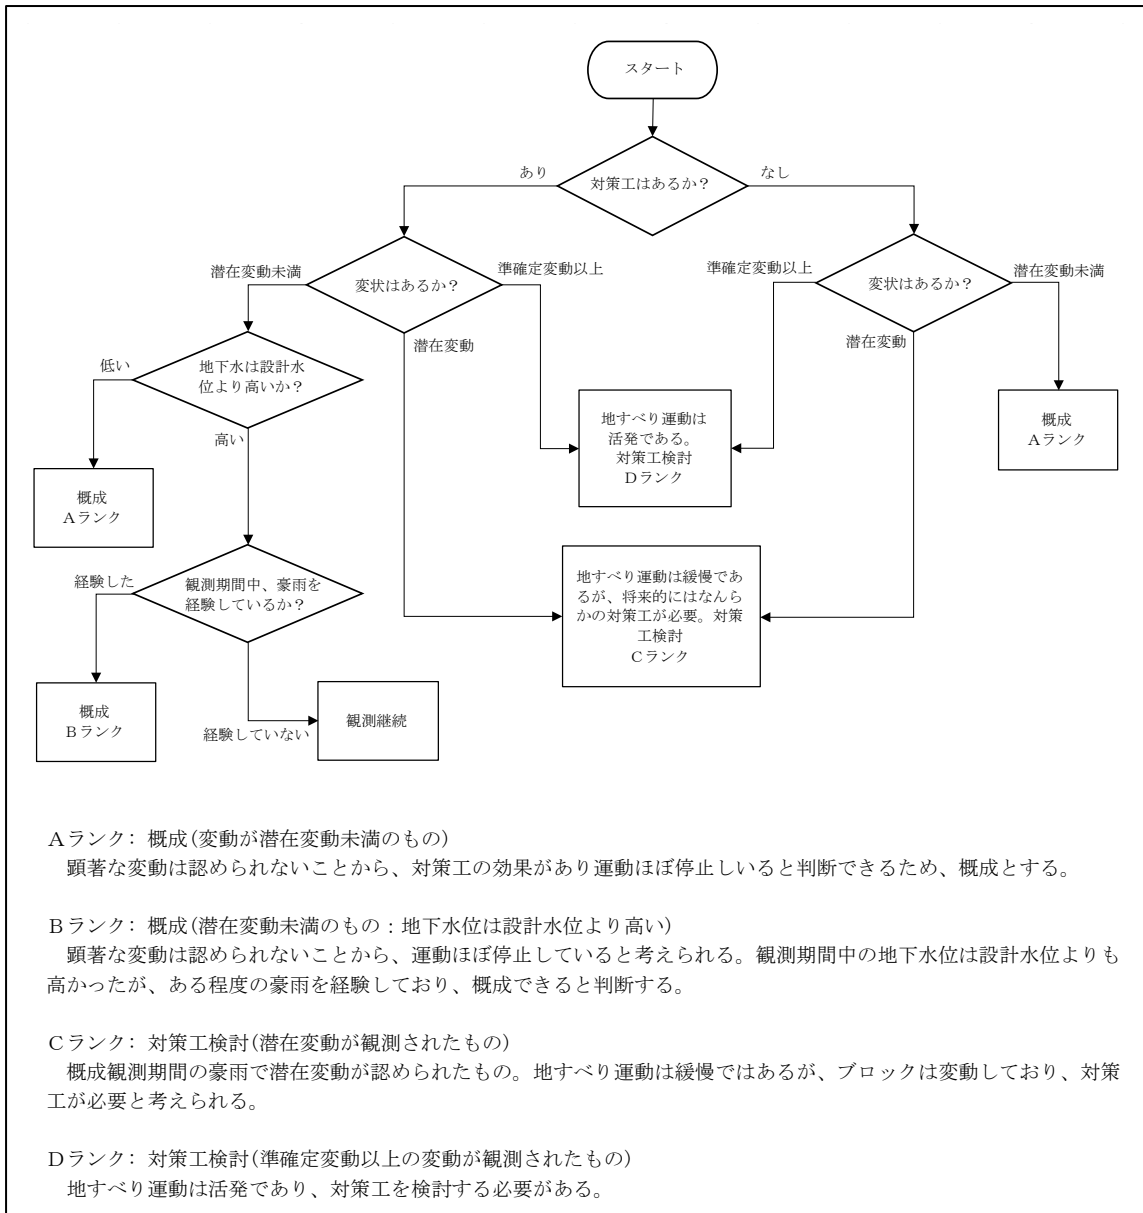 スタート
対策工はあるか？
あり
なし
変状はあるか？
潜在変動未満
準確定変動以上
潜在変動
変状はあるか？
準確定変動以上
潜在変動未満
潜在変動
地下水は設計水
位より高いか？
低い
高い
概成
Ａランク
地すべり運動は
活発である。
対策工検討
Ｄランク
概成
Ａランク
観測期間中、豪雨を
経験しているか？
経験した
経験していない
地すべり運動は緩慢であ
るが、将来的にはなんら
かの対策工が必要。対策
工検討
Ｃランク
概成
Ｂランク
観測継続
Ａランク：概成(変動が潜在変動未満のもの)
顕著な変動は認められないことから、対策工の効果があり運動ほぼ停止しいると判断できるため、概成とする。
Ｂランク：概成(潜在変動未満のもの：地下水位は設計水位より高い)
顕著な変動は認められないことから、運動ほぼ停止していると考えられる。観測期間中の地下水位は設計水位よりも
高かったが、ある程度の豪雨を経験しており、概成できると判断する。
Ｃランク：対策工検討(潜在変動が観測されたもの)
概成観測期間の豪雨で潜在変動が認められたもの。地すべり運動は緩慢ではあるが、ブロックは変動しており、対策
工が必要と考えられる。
Ｄランク：対策工検討(準確定変動以上の変動が観測されたもの)
地すべり運動は活発であり、対策工を検討する必要がある。